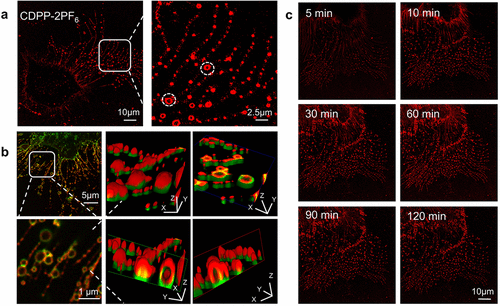 a
CDPP-2PF6
10μm
2.5μm
b
5μm
X
Y
Z
X
Y
Z
1 μm
Y
Z
X
Y
Z
X
c
5 min
10 min
30 min
60 min
90 min
120 min
10μm